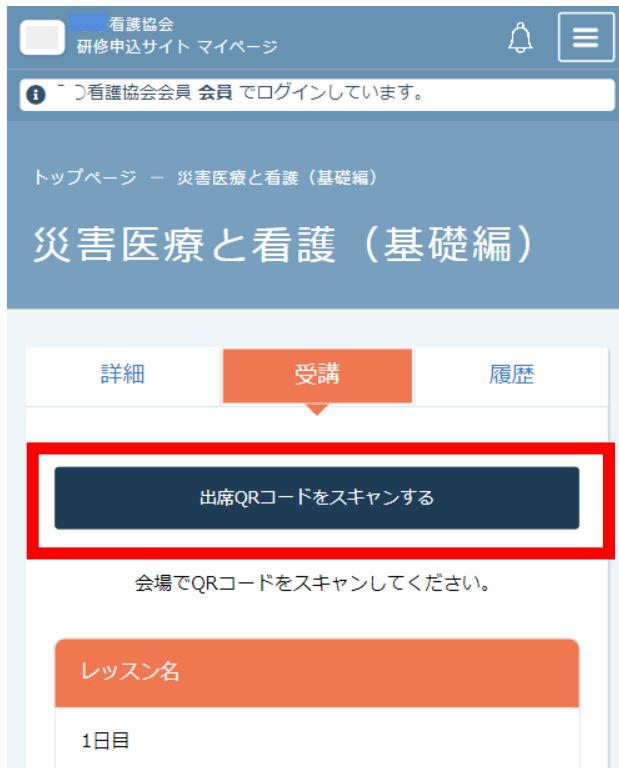 看護協会
研修申込サイト マイページ
看護協会会員 会員 でログインしています。
トップページ － 災害医療と看護（基礎編）
災害医療と看護（基礎編）
詳細
受講
履歴
出席QRコードをスキャンする
会場でQRコードをスキャンしてください。
レッスン名
1日目